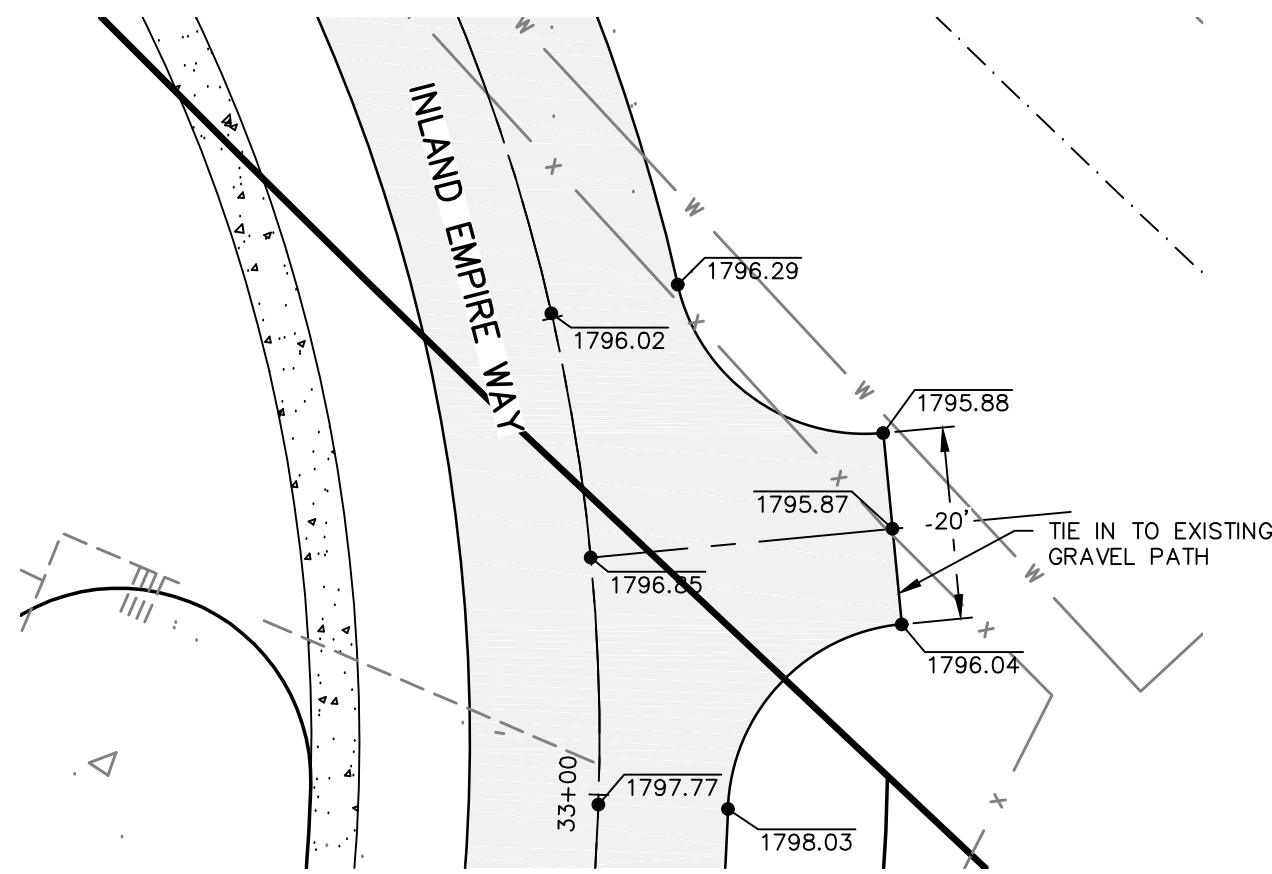 W
INLAND EMPIRE WAY
X
W
1796.29
X
1796.02
W
1795.88
X
1795.87
-20'
TIE IN TO EXISTING
GRAVEL PATH
1796.85
W
X
1796.04
33+00
1797.77
X
1798.03